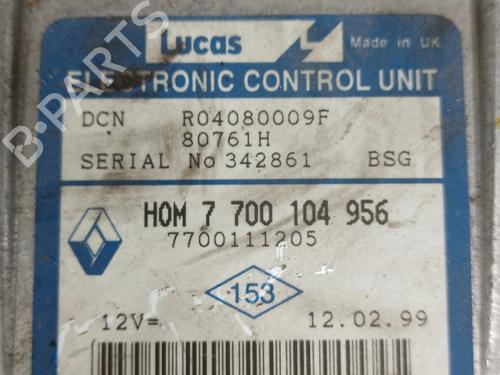 Lucas Made in UK
ELECTRONIC CONTROL UNIT
DCN R04080009F
80761H
SERIAL No 342861 BSG
HOM 7 700 104 956
7700111205
153
12V= 12.02.99
B-PARTS